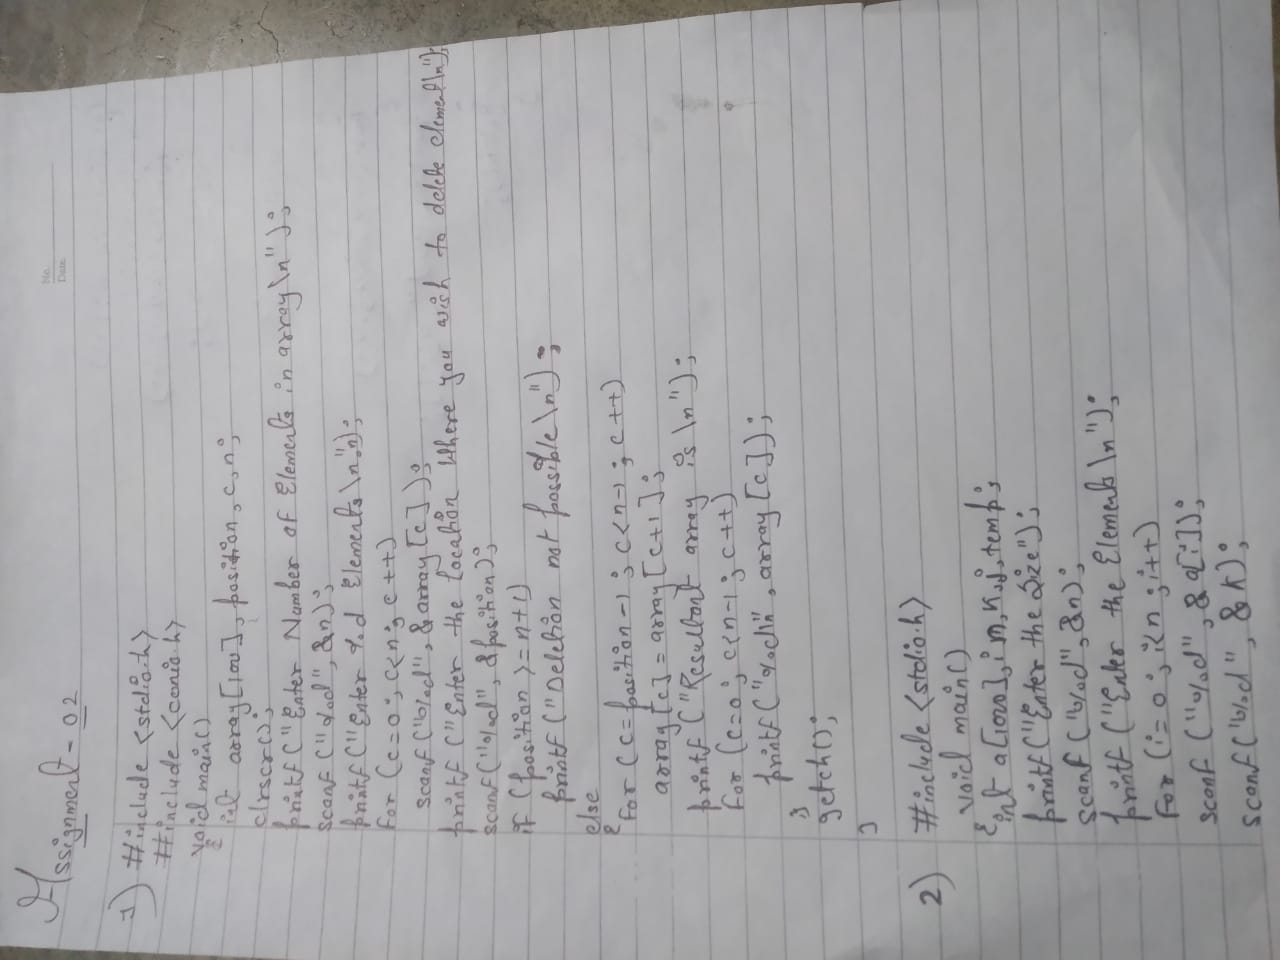 No.
Date
Assignment - 02
1) #include <stdio.h>
#include <conio.h>
void main()
{
int array[100], position, c, n;
clrscr();
printf("Enter Number of Elements in array\n");
scanf("%d", &n);
printf("Enter %d Elements\n",n);
for (c=0; c<n; c++)
scanf("%d", &array[c]);
printf("Enter the location where you wish to delete element\n");
scanf("%d", &position);
if (position >= n+1)
printf("Deletion not possible\n");
else
{
for (c=position-1; c<n-1; c++)
array[c]=array[c+1];
printf("Resultant array is\n");
for (c=0; c<n-1; c++)
printf("%d\n", array[c]);
}
getch();
}
2) #include <stdio.h>
void main()
{ int a[100], i, n, k, j, temp;
printf("Enter the size");
scanf("%d", &n);
printf("Enter the Elements\n");
for (i=0; i<n; i++)
scanf("%d", &a[i]);
scanf("%d", &k);